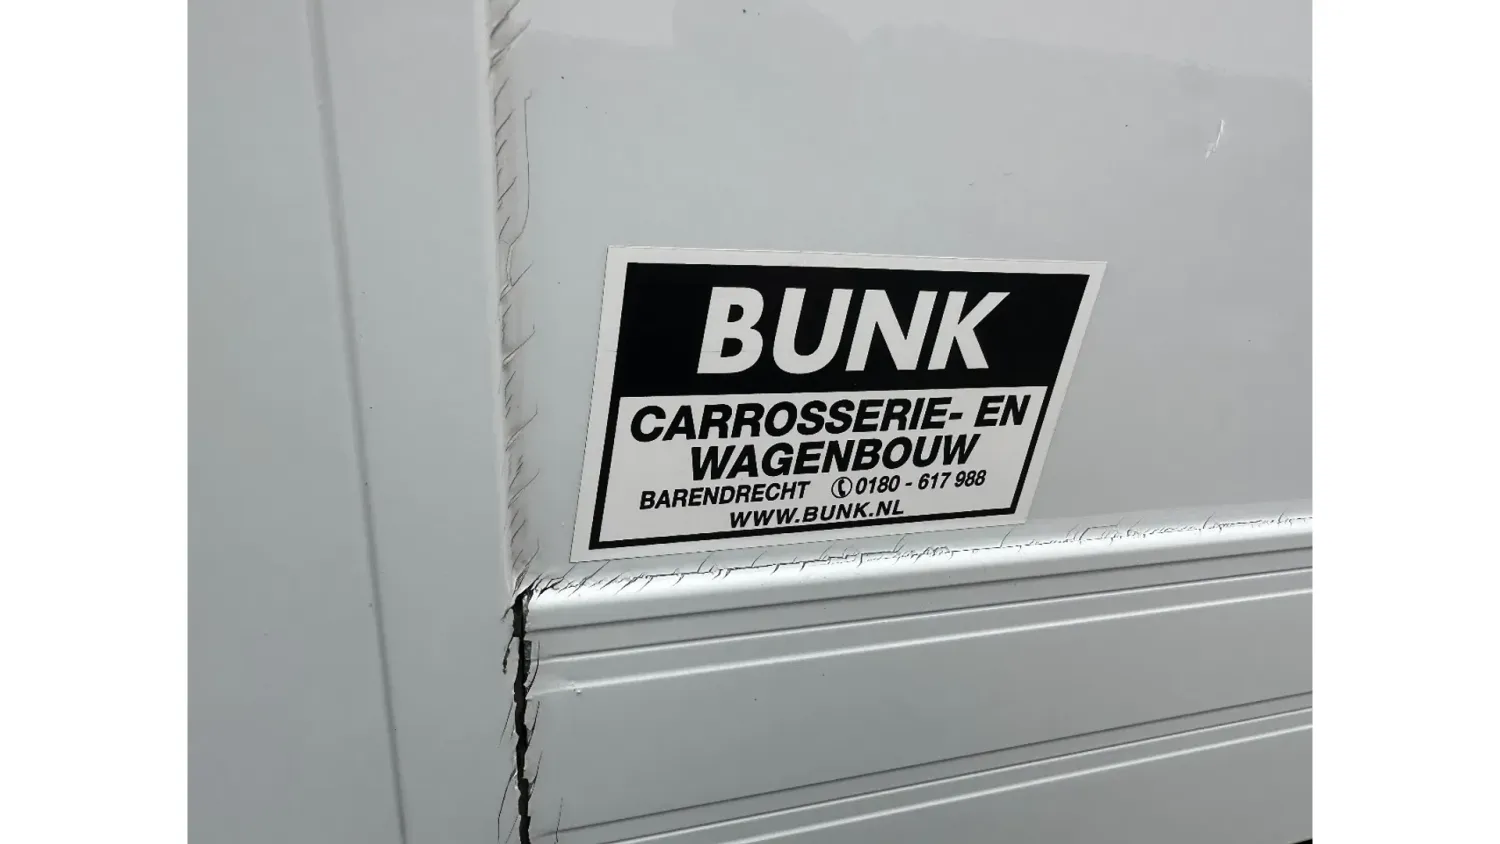 BUNK
CARROSSERIE- EN
WAGENBOUW
BARENDRECHT ✆0180 - 617 988
WWW.BUNK.NL